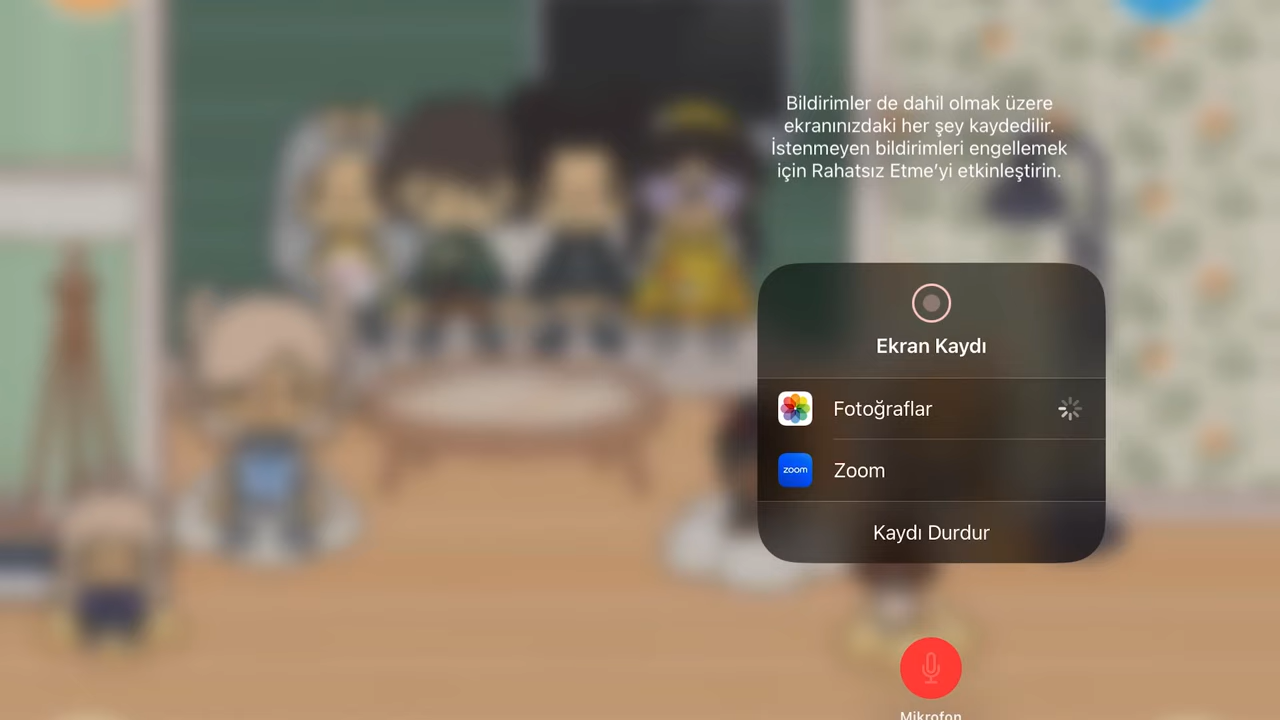 Bildirimler de dahil olmak üzere
ekranınızdaki her şey kaydedilir.
İstenmeyen bildirimleri engellemek
için Rahatsız Etme’yi etkinleştirin.
Ekran Kaydı
Fotoğraflar
zoom
Zoom
Kaydı Durdur
Mikrofon